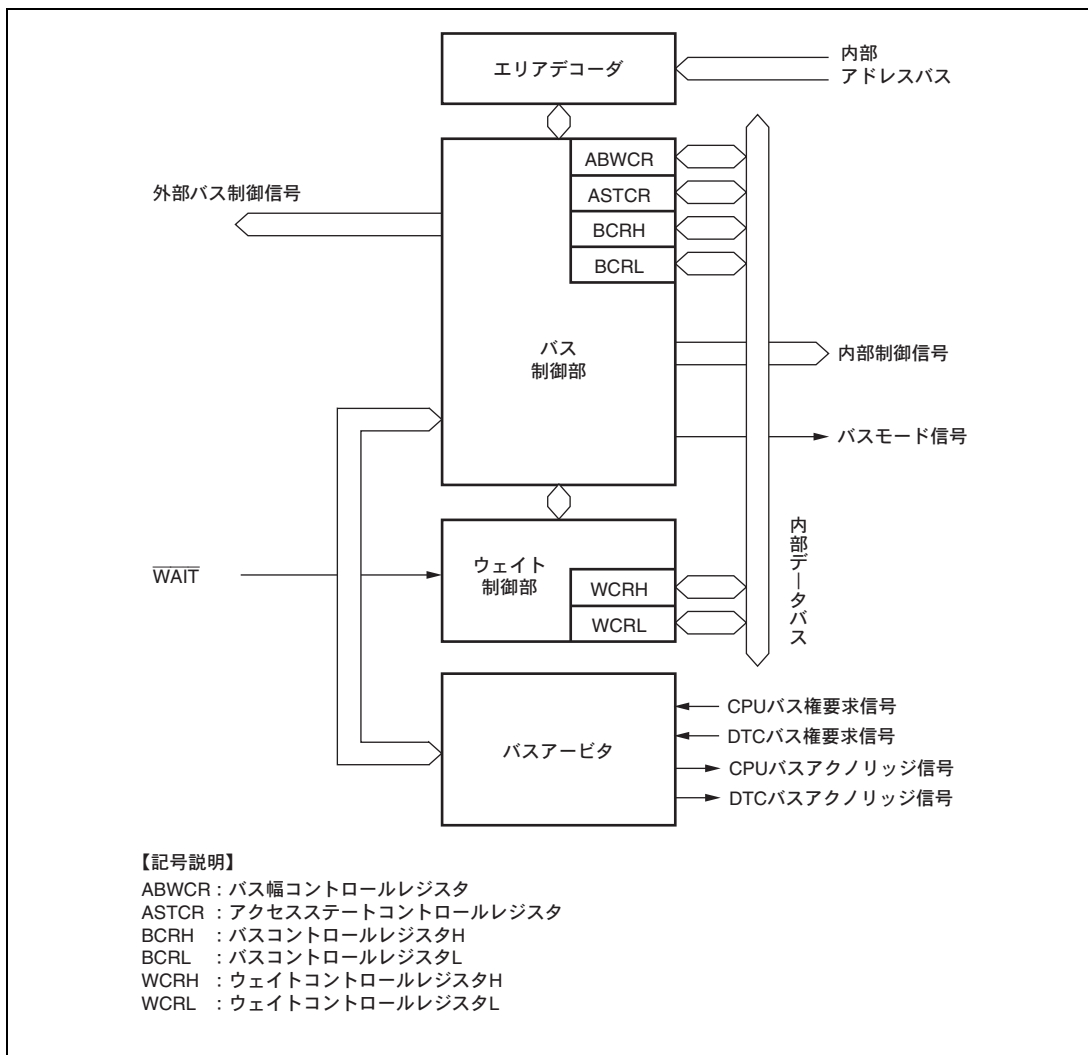 エリアデコーダ
内部
アドレスバス
ABWCR
ASTCR
BCRH
BCRL
外部バス制御信号
バス
制御部
内部制御信号
バスモード信号
内部データバス
WAIT
ウェイト
制御部
WCRH
WCRL
バスアービタ
CPUバス権要求信号
DTCバス権要求信号
CPUバスアクノリッジ信号
DTCバスアクノリッジ信号
【記号説明】
ABWCR : バス幅コントロールレジスタ
ASTCR : アクセスステートコントロールレジスタ
BCRH : バスコントロールレジスタH
BCRL : バスコントロールレジスタL
WCRH : ウェイトコントロールレジスタH
WCRL : ウェイトコントロールレジスタL